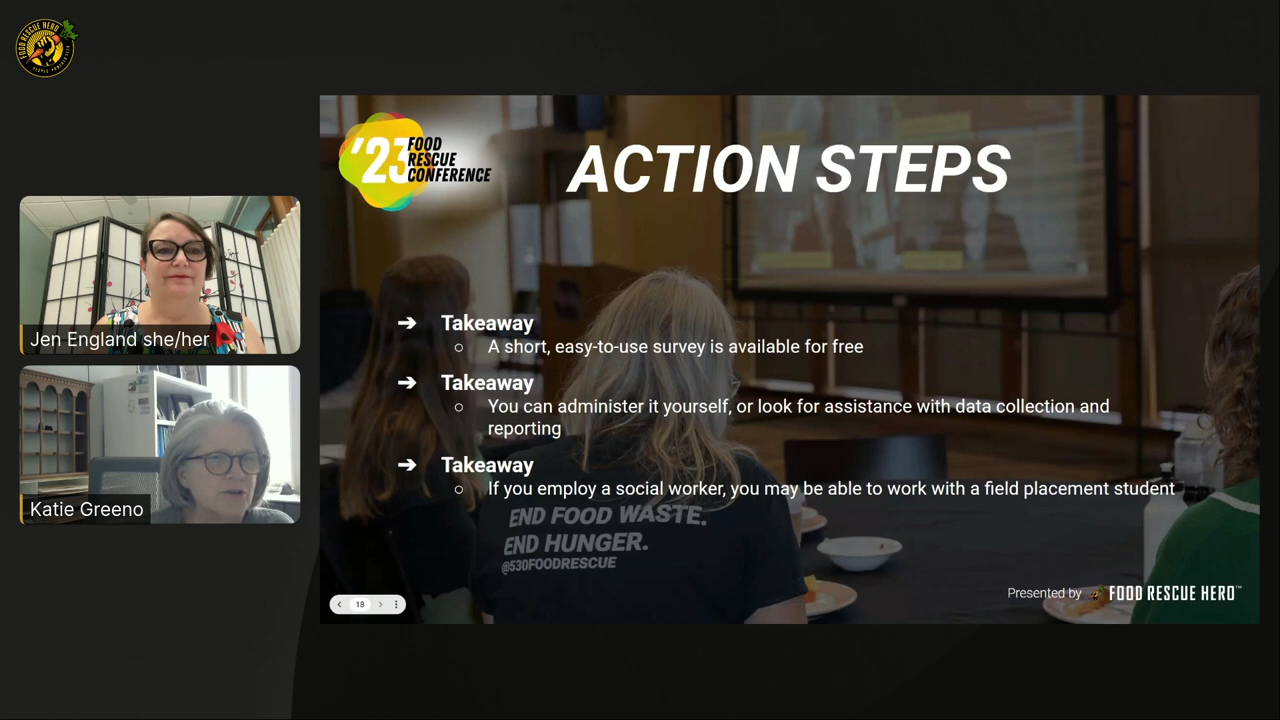 FOOD RESCUE HERO
PEOPLE POWERED TECH
'23 FOOD
RESCUE
CONFERENCE
ACTION STEPS
Jen England she/her
Katie Greeno
➔ Takeaway
○ A short, easy-to-use survey is available for free
➔ Takeaway
○ You can administer it yourself, or look for assistance with data collection and
reporting
➔ Takeaway
○ If you employ a social worker, you may be able to work with a field placement student
END FOOD WASTE.
END HUNGER.
@530FOODRESCUE
18
Presented by FOOD RESCUE HERO™